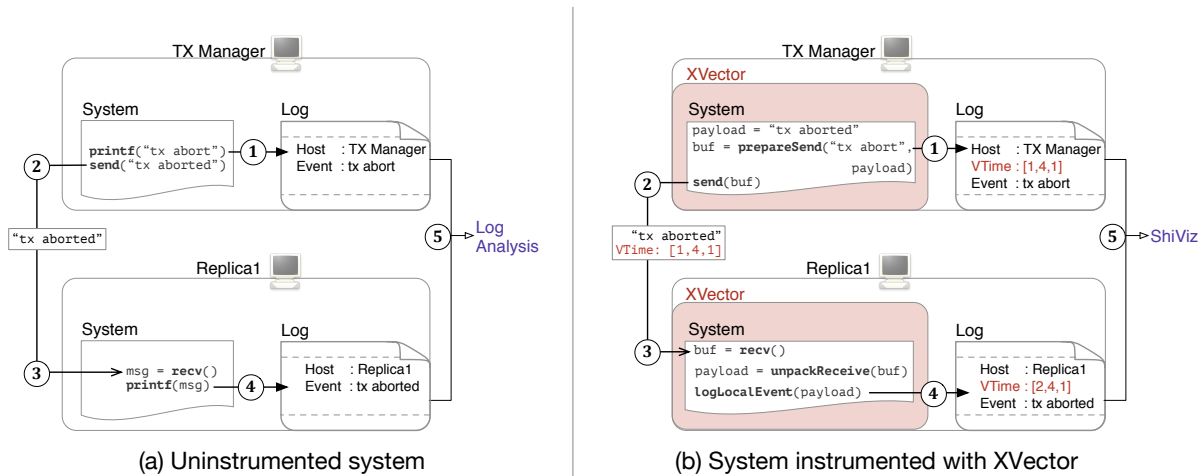 TX Manager
System
Log
printf("tx abort")
send("tx aborted")
1
Host : TX Manager
Event : tx abort
2
"tx aborted"
5
Log
Analysis
Replica1
System
Log
3
msg = recv()
printf(msg)
4
Host : Replica1
Event : tx aborted
(a) Uninstrumented system
TX Manager
XVector
System
Log
payload = “tx aborted”
buf = prepareSend(“tx abort”,
payload)
send(buf)
1
Host : TX Manager
VTime : [1,4,1]
Event : tx abort
2
“tx aborted”
VTime: [1,4,1]
5
ShiViz
Replica1
XVector
System
Log
3
buf = recv()
payload = unpackReceive(buf)
logLocalEvent(payload)
4
Host : Replica1
VTime : [2,4,1]
Event : tx aborted
(b) System instrumented with XVector